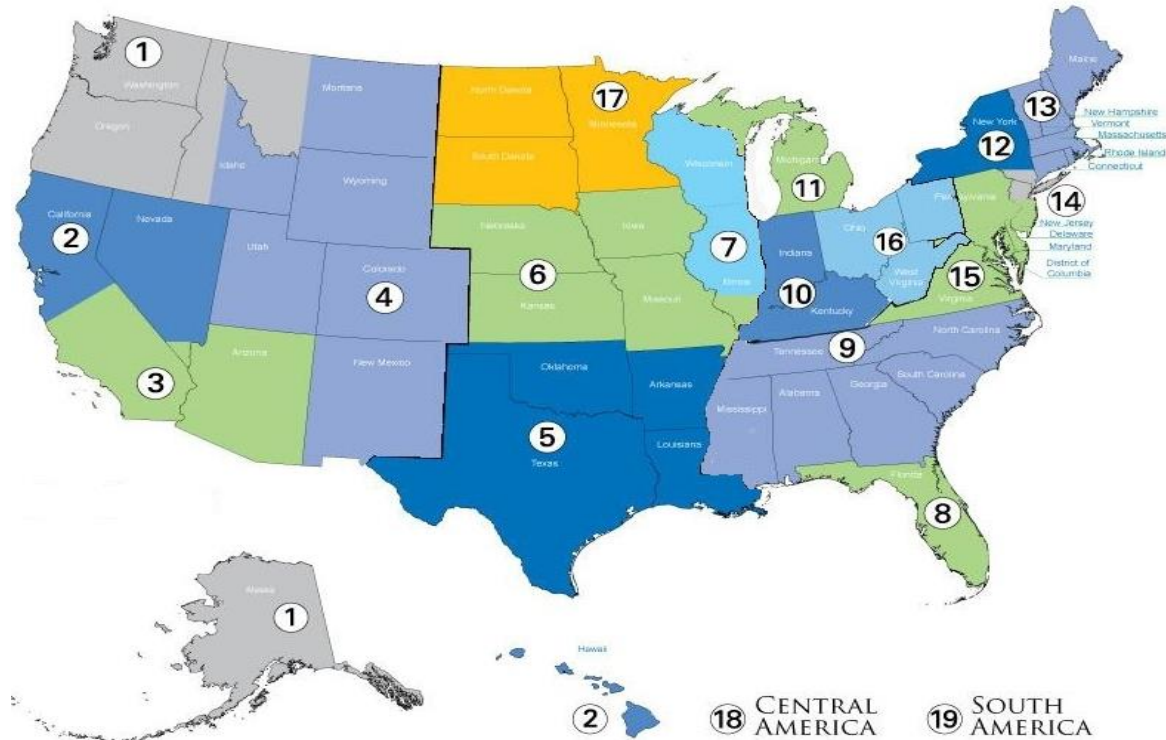 1
Washington
Oregon
Idaho
Montana
Wyoming
California
2
Nevada
Utah
Colorado
4
3
Arizona
New Mexico
North Dakota
17
Minnesota
South Dakota
Nebraska
Iowa
6
Kansas
Missouri
Oklahoma
Arkansas
5
Texas
Louisiana
Wisconsin
7
Illinois
Michigan
11
Indiana
10
Kentucky
Ohio
16
West
Virginia
Pennsylvania
New York
12
13
Maine
New Hampshire
Vermont
Massachusetts
Rhode Island
Connecticut
14
New Jersey
Delaware
Maryland
District of
Columbia
15
Virginia
9
Tennessee
North Carolina
South Carolina
Mississippi
Alabama
Georgia
Florida
8
Alaska
1
Hawaii
2
18 CENTRAL
AMERICA
19 SOUTH
AMERICA